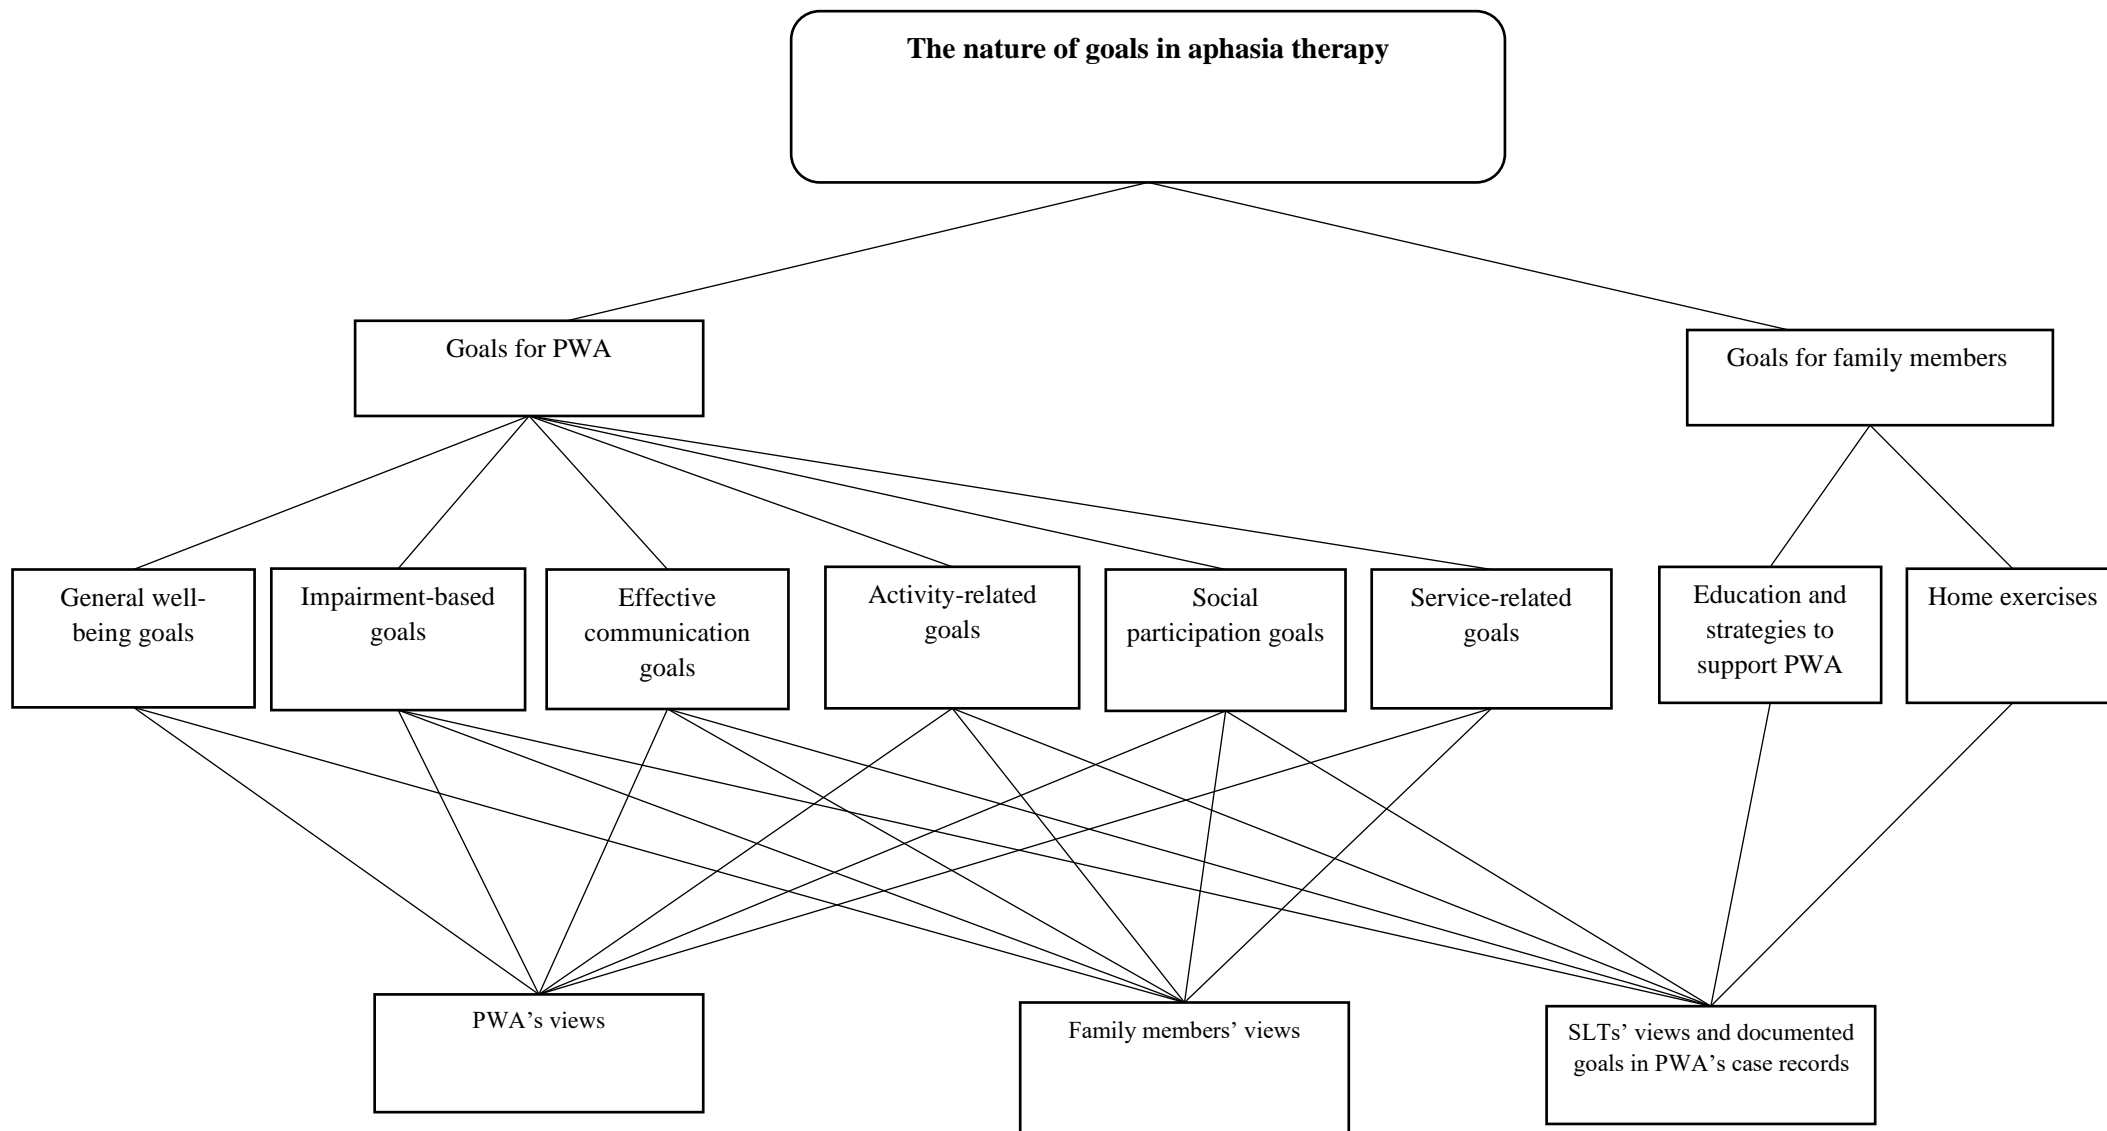 The nature of goals in aphasia therapy
Goals for PWA
Goals for family members
General well-
being goals
Impairment-based
goals
Effective
communication
goals
Activity-related
goals
Social
participation goals
Service-related
goals
Education and
strategies to
support PWA
Home exercises
PWA’s views
Family members’ views
SLTs’ views and documented
goals in PWA’s case records